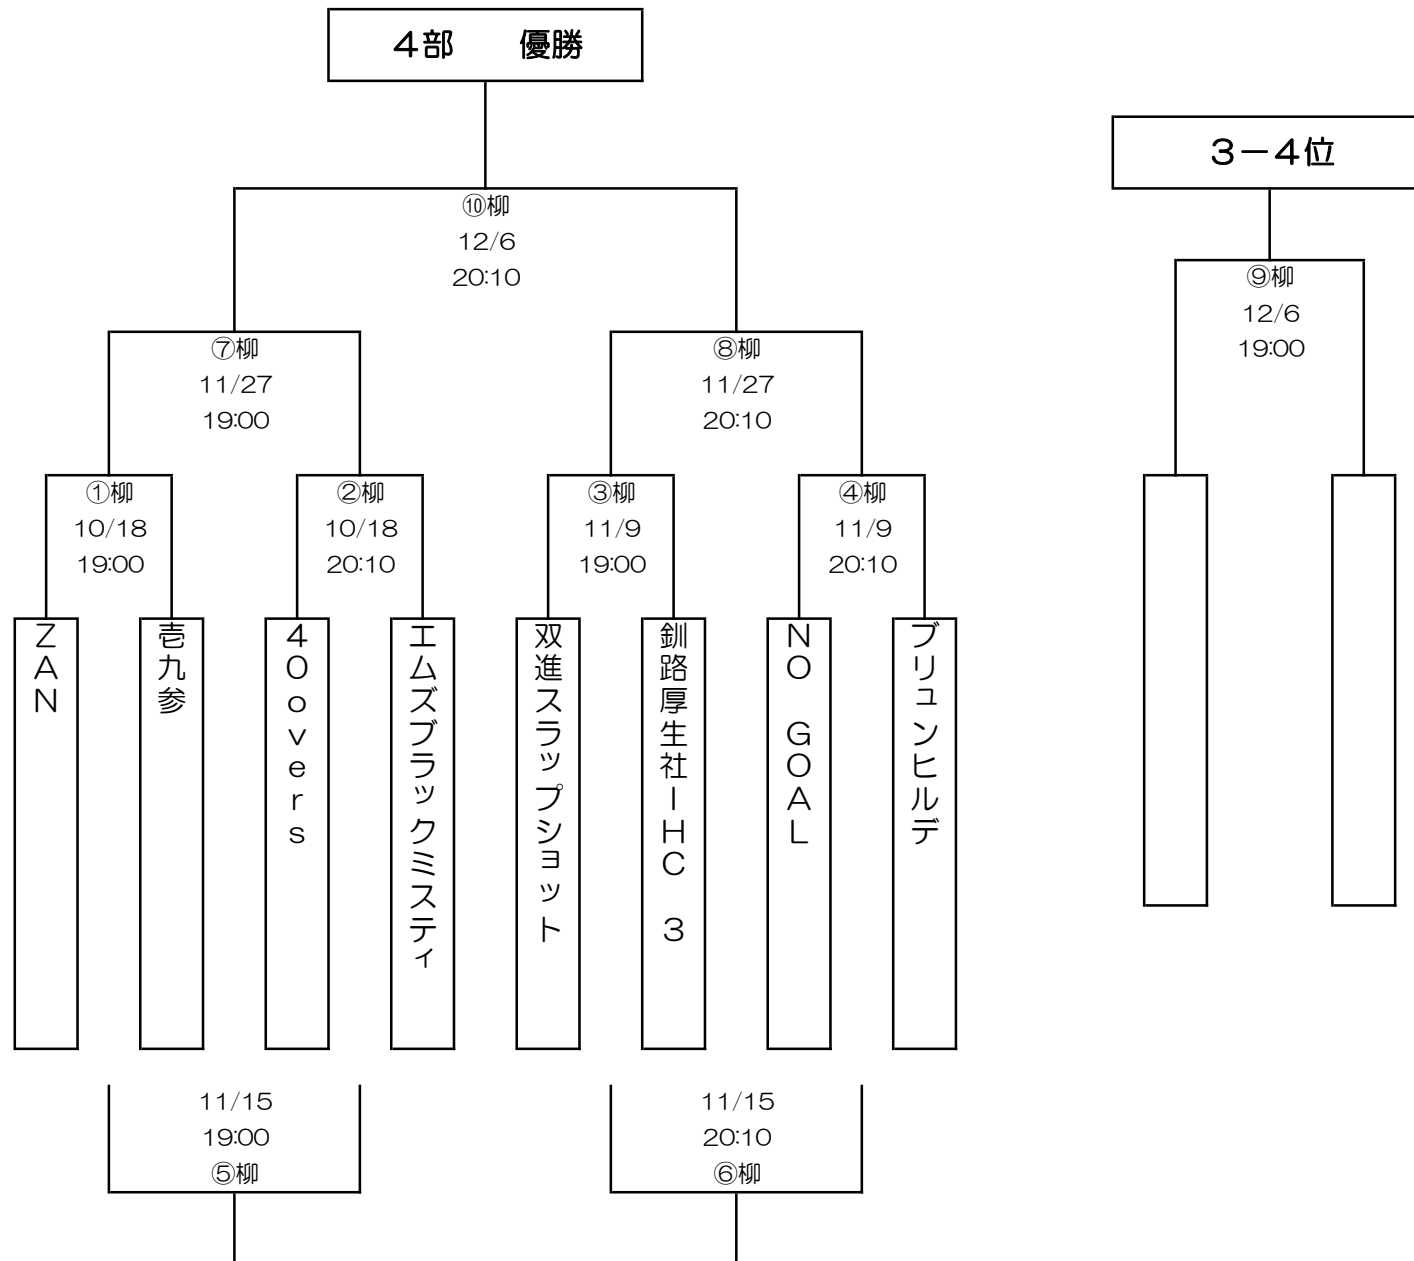 ４部　　優勝
３－４位
⑩柳
12/6
20:10
⑨柳
12/6
19:00
⑦柳
11/27
19:00
⑧柳
11/27
20:10
①柳
10/18
19:00
②柳
10/18
20:10
③柳
11/9
19:00
④柳
11/9
20:10
ＺＡＮ
壱九参
４０ｏｖｅｒｓ
エムズブラックミスティ
双進スラップショット
釧路厚生社ＩＨＣ　３
ＮＯ　ＧＯＡＬ
ブリュンヒルデ
11/15
19:00
⑤柳
11/15
20:10
⑥柳